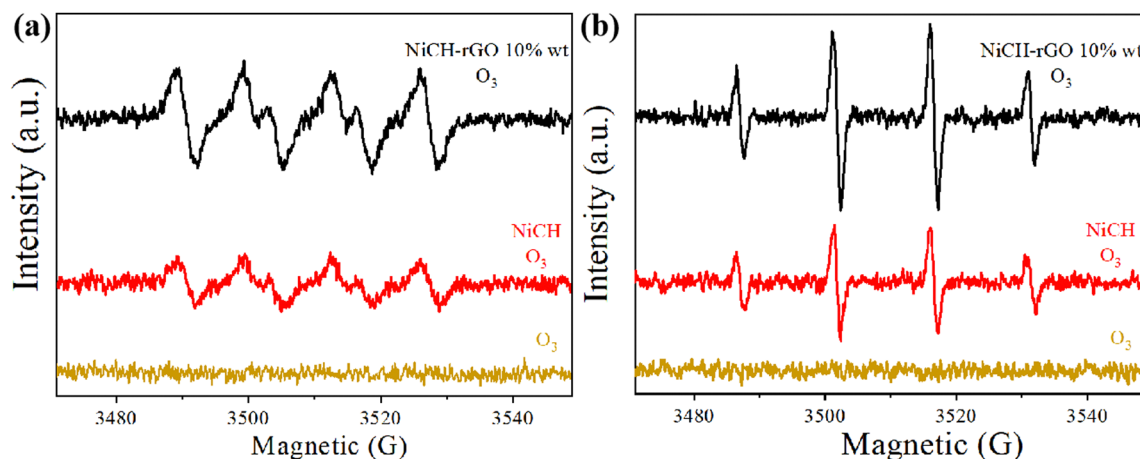 (a)
NiCH-rGO 10% wt
O3
NiCH
O3
O3
Intensity (a.u.)
3480 3500 3520 3540
Magnetic (G)
(b)
NiCH-rGO 10% wt
O3
NiCH
O3
O3
Intensity (a.u.)
3480 3500 3520 3540
Magnetic (G)